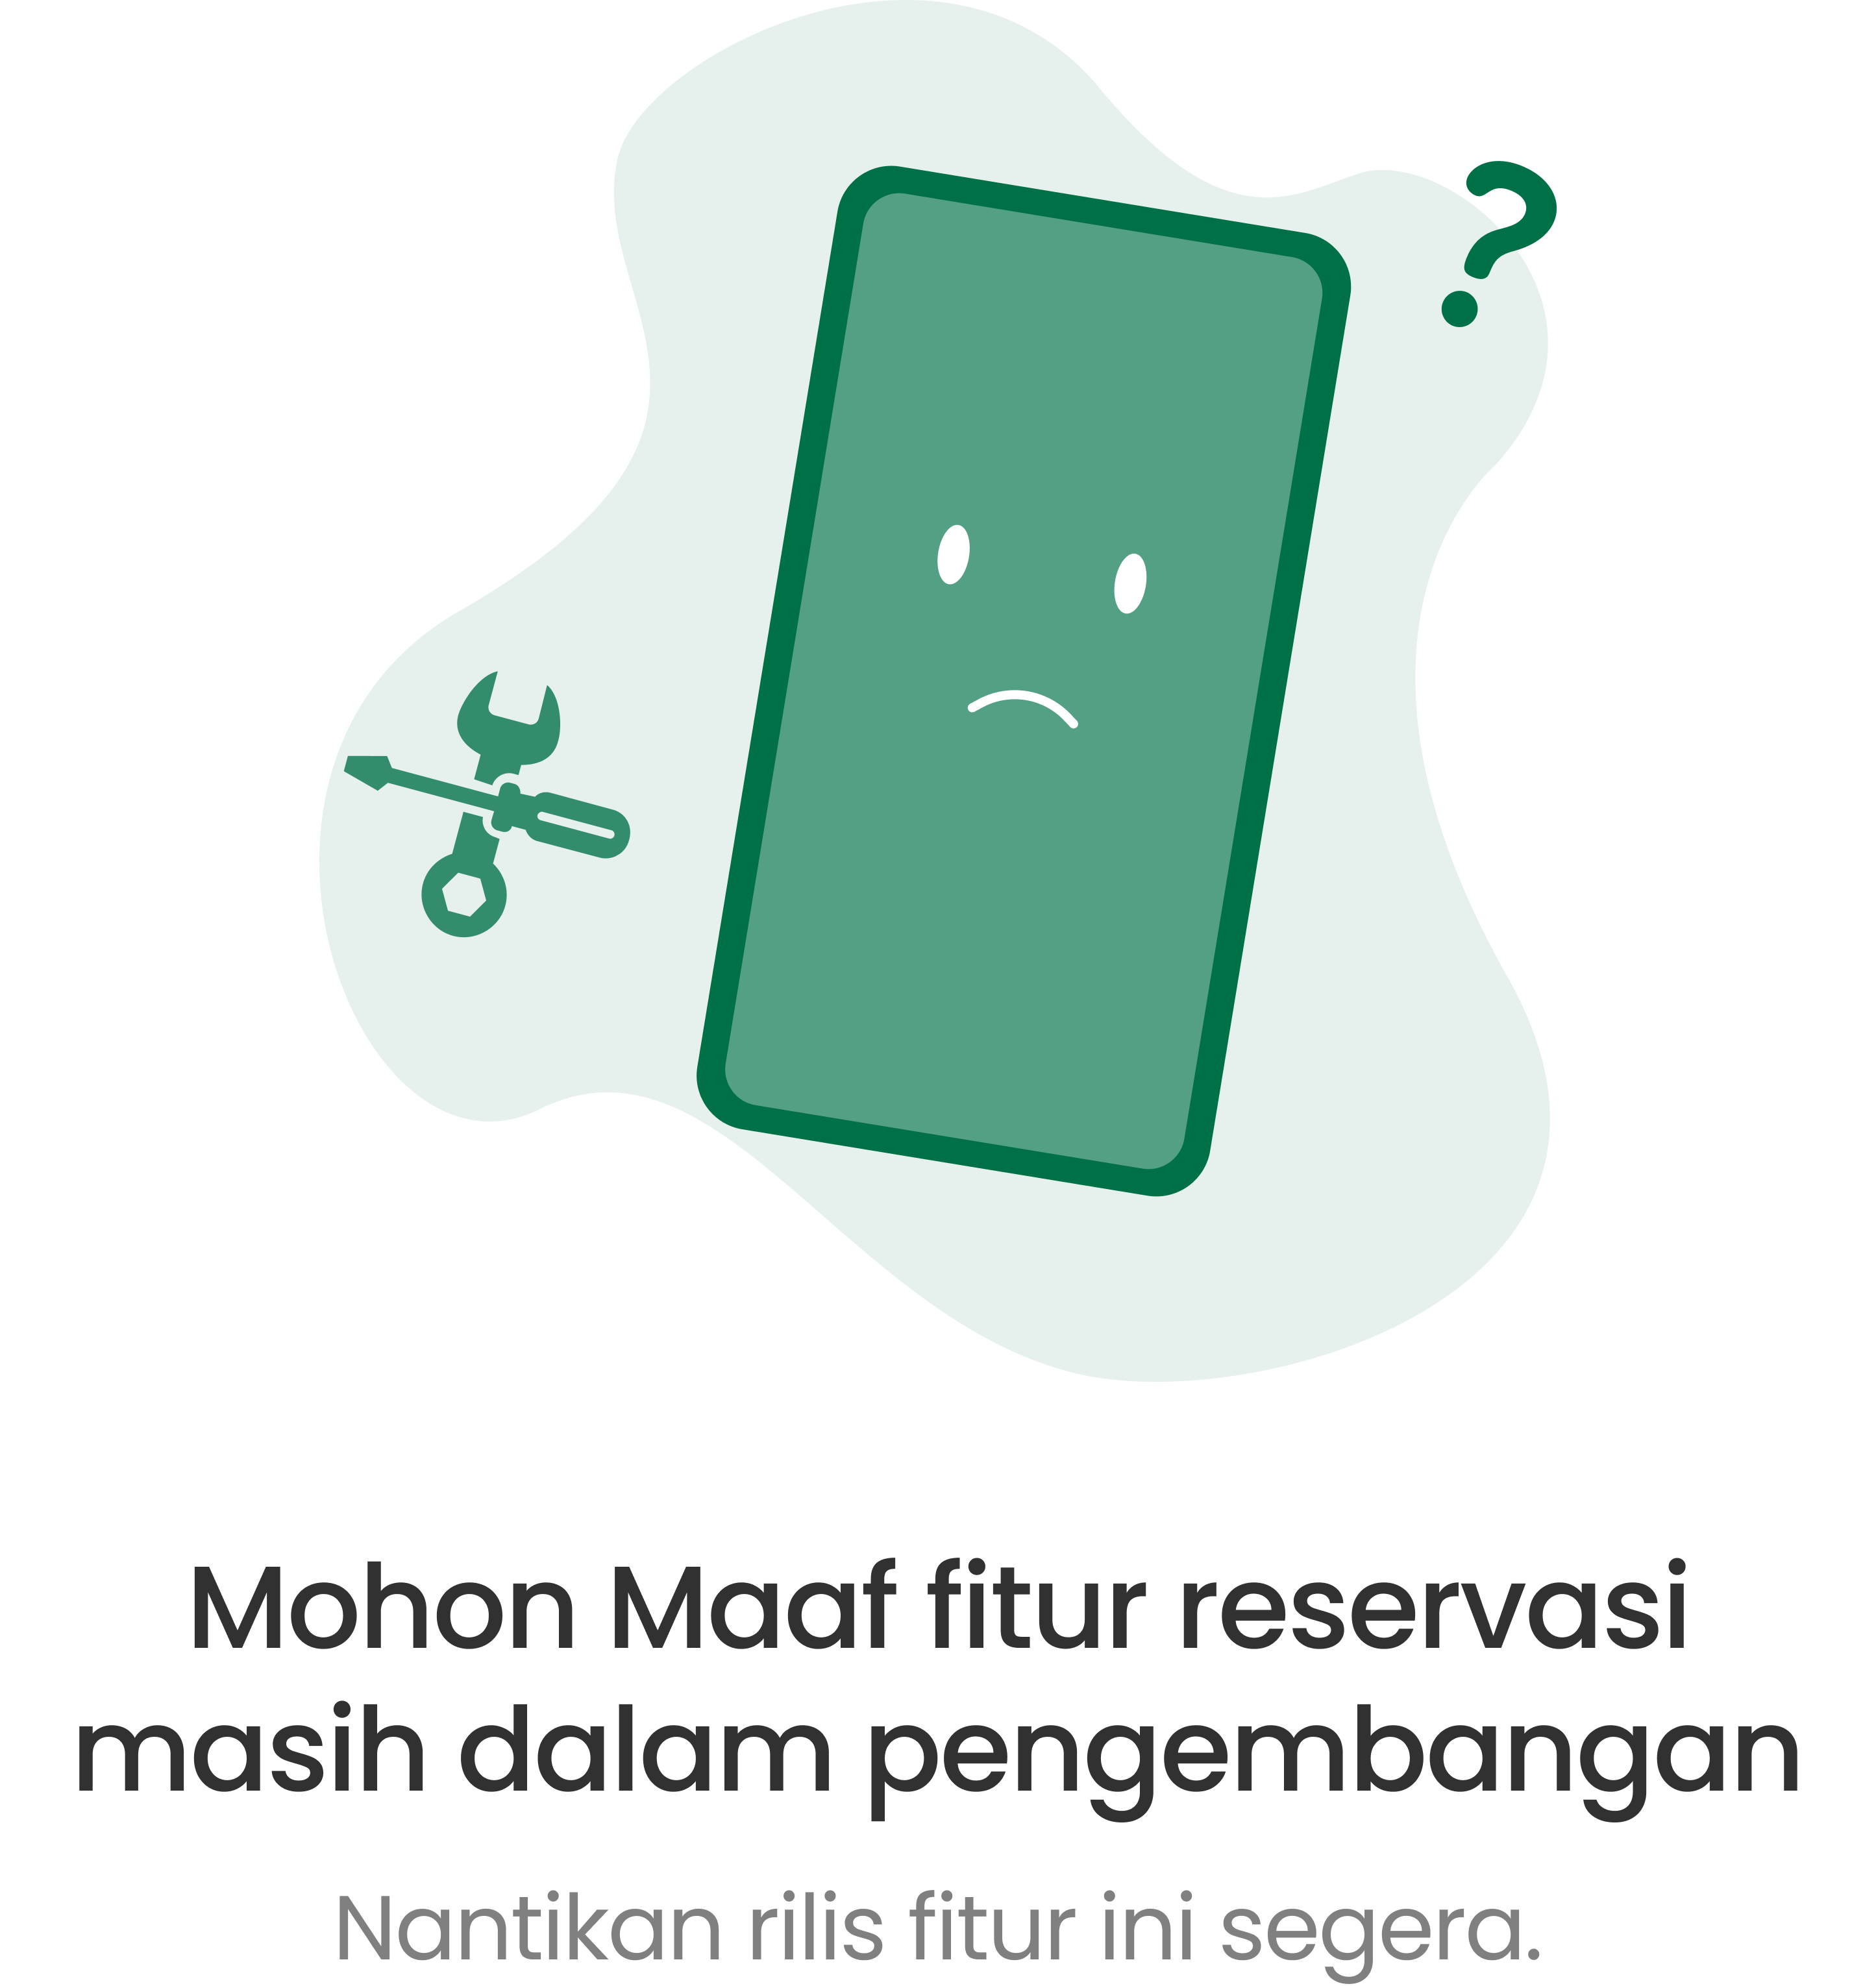 ?
Mohon Maaf fitur reservasi
masih dalam pengembangan
Nantikan rilis fitur ini segera.